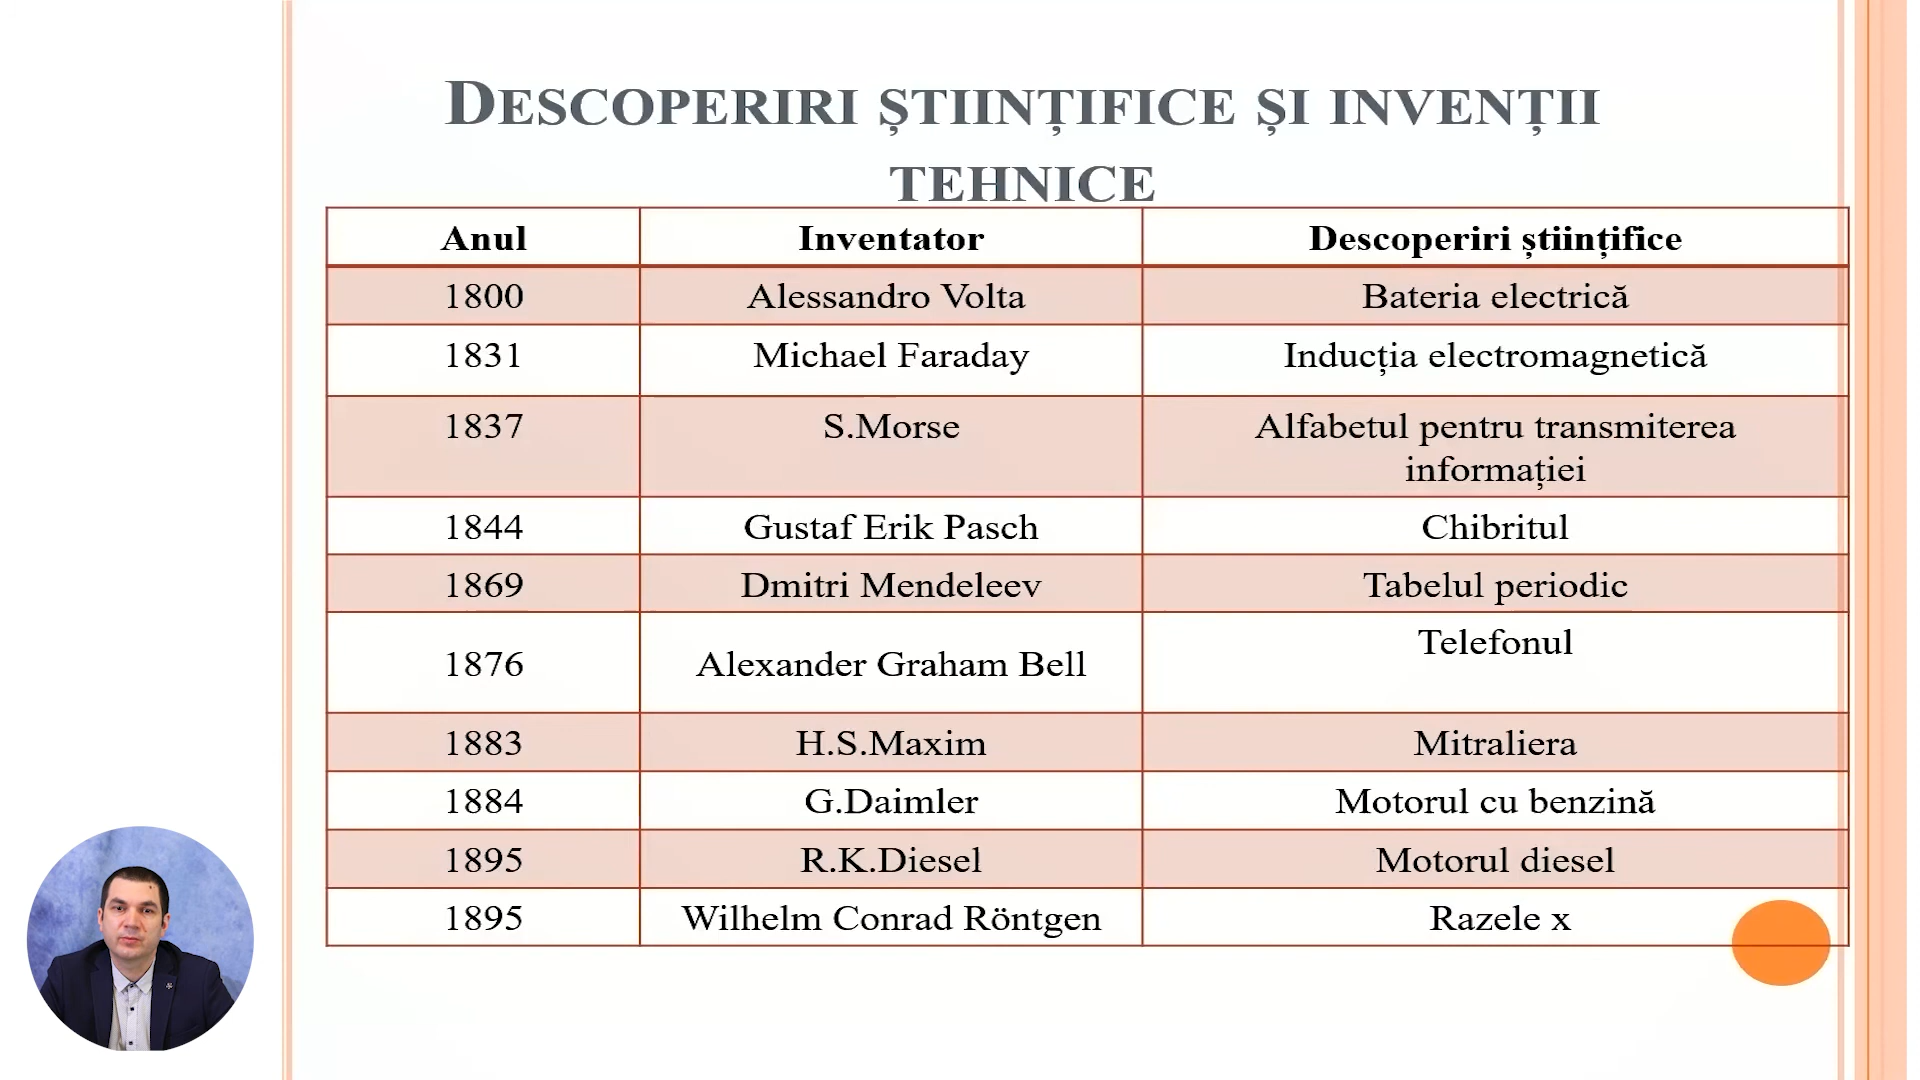 DESCOPERIRI ȘTIINȚIFICE ȘI INVENȚII
TEHNICE
Anul Inventator Descoperiri științifice
1800 Alessandro Volta Bateria electrică
1831 Michael Faraday Inducția electromagnetică
1837 S.Morse Alfabetul pentru transmiterea
informației
1844 Gustaf Erik Pasch Chibritul
1869 Dmitri Mendeleev Tabelul periodic
1876 Alexander Graham Bell Telefonul
1883 H.S.Maxim Mitraliera
1884 G.Daimler Motorul cu benzină
1895 R.K.Diesel Motorul diesel
1895 Wilhelm Conrad Röntgen Razele x